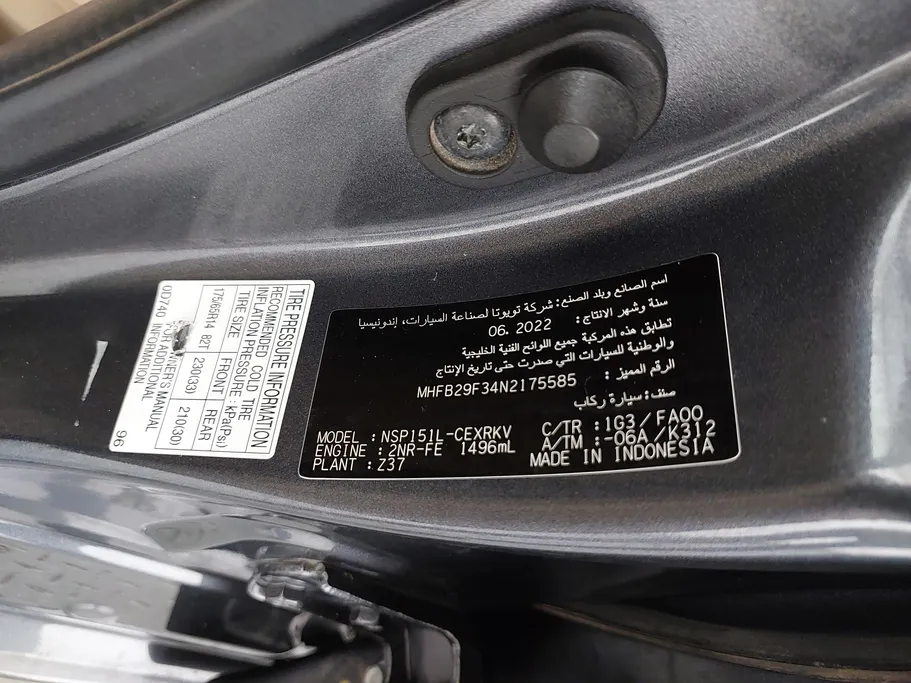 TIRE PRESSURE INFORMATION
RECOMMENDED COLD TIRE
INFLATION PRESSURE : kPa(Psi)
TIRE SIZE FRONT REAR
175/65R14 82T 230(33) 210(30)
OWNER'S MANUAL
FOR ADDITIONAL
INFORMATION
0D740 96
اسم الصانع وبلد الصنع: شركة تويوتا لصناعة السيارات، إندونيسيا
سنة وشهر الانتاج: 06. 2022
تطابق هذه المركبة جميع اللوائح الفنية الخليجية
والوطنية للسيارات التي صدرت حتى تاريخ الإنتاج
الرقم المميز : MHFB29F34N2175585
صنف: سيارة ركاب
MODEL : NSP151L-CEXRKV C/TR : 1G3/FA00
ENGINE : 2NR-FE 1496mL A/TM : -06A /K312
PLANT : Z37 MADE IN INDONESIA